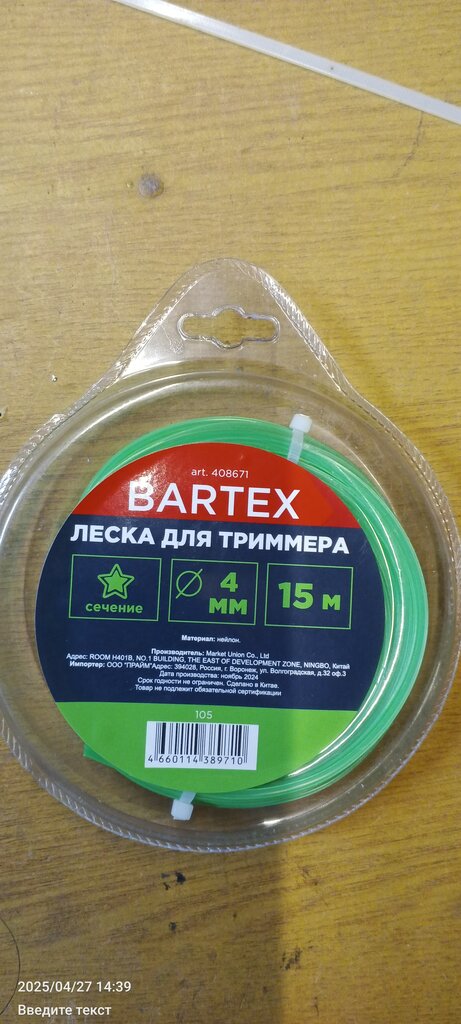 art. 408671
BARTEX
ЛЕСКА ДЛЯ ТРИММЕРА
сечение
4 ММ
15 м
Материал: нейлон.
Производитель: Market Union Co., Ltd
Адрес: ROOM H401B, NO.1 BUILDING, THE EAST OF DEVELOPMENT ZONE, NINGBO, Китай
Импортер: ООО "ПРАЙМ"Адрес: 394028, Россия, г. Воронеж, ул. Волгоградская, д.32 оф.3
Дата производства: ноябрь 2024
Срок годности не ограничен. Сделано в Китае.
Товар не подлежит обязательной сертификации
105
4 660114 389710
2025/04/27 14:39
Введите текст